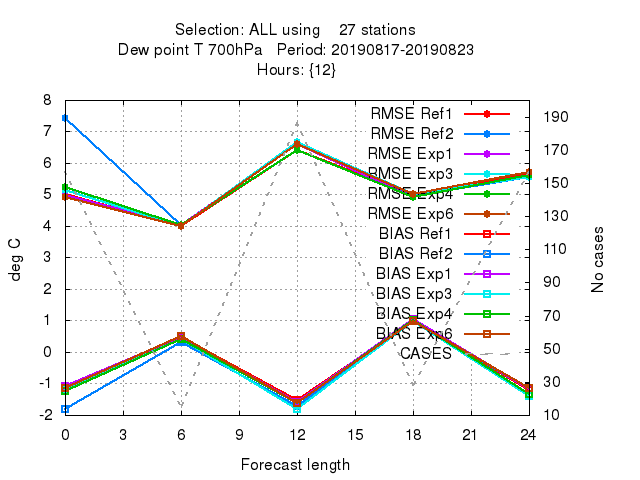 Selection: ALL using    27 stations
Dew point T 700hPa   Period: 20190817-20190823
Hours: {12}
8
7
6
5
4
3
2
1
0
-1
-2
deg C
190
170
150
130
110
90
70
50
30
10
No cases
RMSE Ref1
RMSE Ref2
RMSE Exp1
RMSE Exp3
RMSE Exp4
RMSE Exp6
BIAS Ref1
BIAS Ref2
BIAS Exp1
BIAS Exp3
BIAS Exp4
BIAS Exp6
CASES
0 3 6 9 12 15 18 21 24
Forecast length